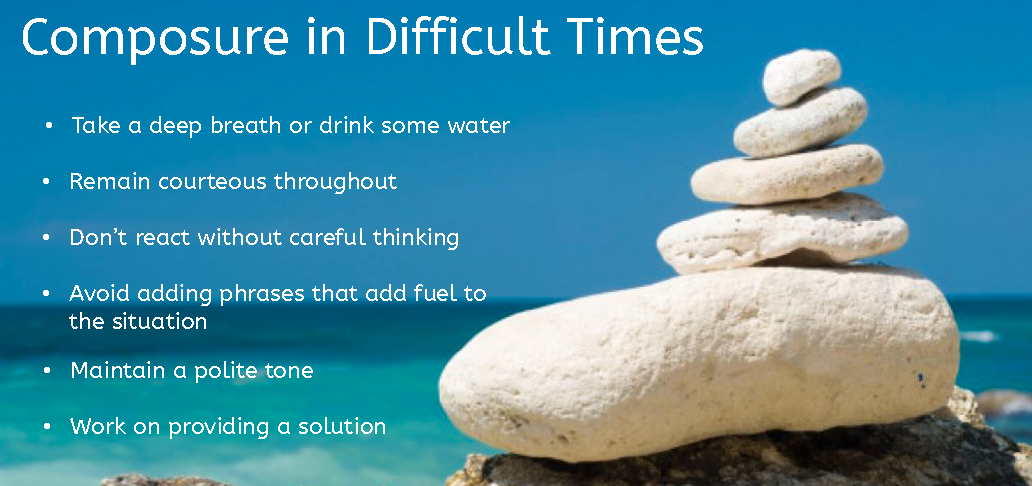 Composure in Difficult Times
• Take a deep breath or drink some water
• Remain courteous throughout
• Don’t react without careful thinking
• Avoid adding phrases that add fuel to
the situation
• Maintain a polite tone
• Work on providing a solution